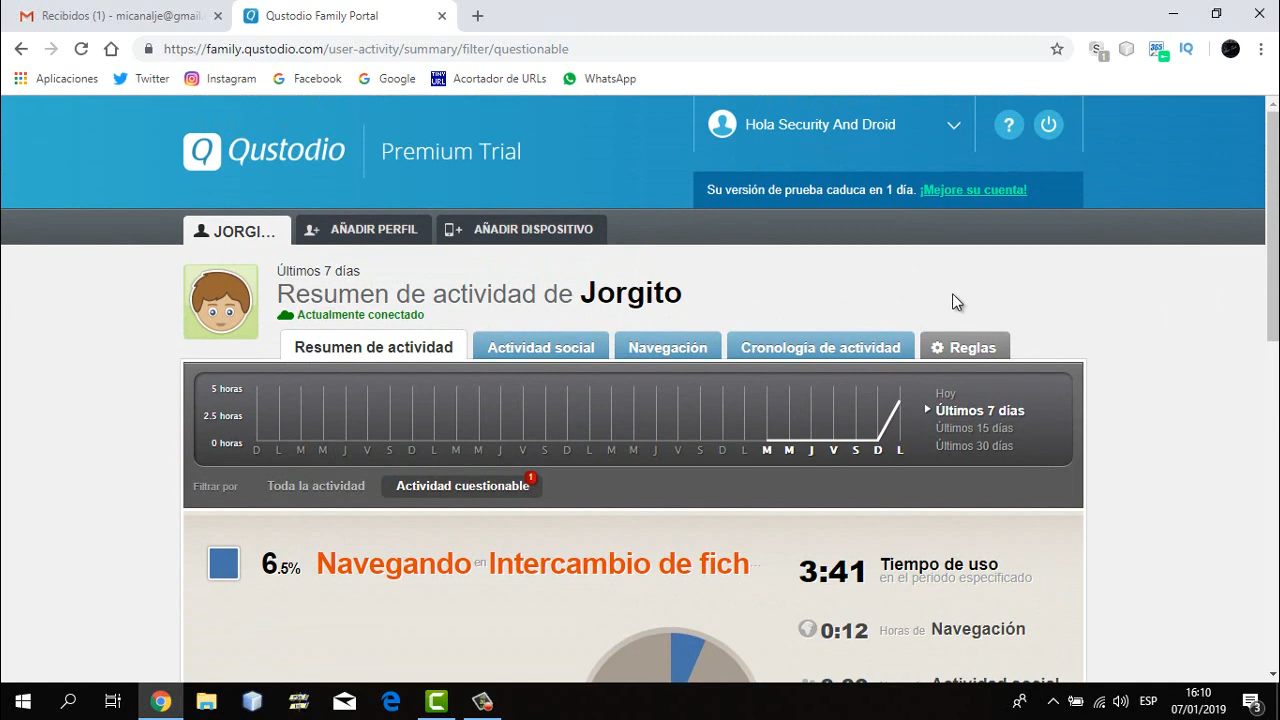 Recibidos (1) - micanalje@gmail.
Qustodio Family Portal
https://family.qustodio.com/user-activity/summary/filter/questionable
Aplicaciones Twitter Instagram Facebook Google Acortador de URLs WhatsApp
Qustodio Premium Trial
Hola Security And Droid
?
Su versión de prueba caduca en 1 día. ¡Mejore su cuenta!
JORGI... AÑADIR PERFIL AÑADIR DISPOSITIVO
Últimos 7 días
Resumen de actividad de Jorgito
Actualmente conectado
Resumen de actividad Actividad social Navegación Cronología de actividad Reglas
5 horas
2.5 horas
0 horas
D L M M J V S D L M M J V S D L M M J V S D L M M J V S D L
Hoy
Últimos 7 días
Últimos 15 días
Últimos 30 días
Filtrar por Toda la actividad Actividad cuestionable 1
6.5% Navegando en Intercambio de fich...
3:41 Tiempo de uso
en el periodo especificado
0:12 Horas de Navegación
ESP
16:10
07/01/2019
3